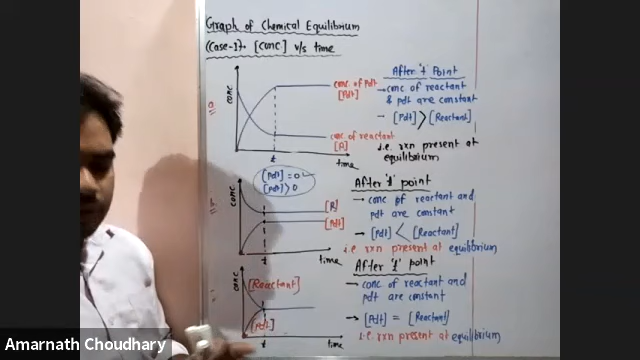 Graph of Chemical Equilibrium
(Case-1)→ [Conc] v/s time
conc
t
time
conc of Pdt
[Pdt]
conc of reactant
[R]
After 't' Point
→ conc of reactant
& pdt are constant
→ [Pdt] > [Reactant]
i.e. rxn present at
equilibrium
[Pdt] = 0
[Pdt] > 0
conc
t
time
[R]
[Pdt]
After 't' point
→ conc of reactant and
pdt are constant
→ [Pdt] < [Reactant]
i.e rxn present at equilibrium
conc
[Reactant]
[Pdt]
t
time
After 't' point
→ conc of reactant and
pdt are constant
→ [Pdt] = [Reactant]
i.e. rxn present at equilibrium
Amarnath Choudhary